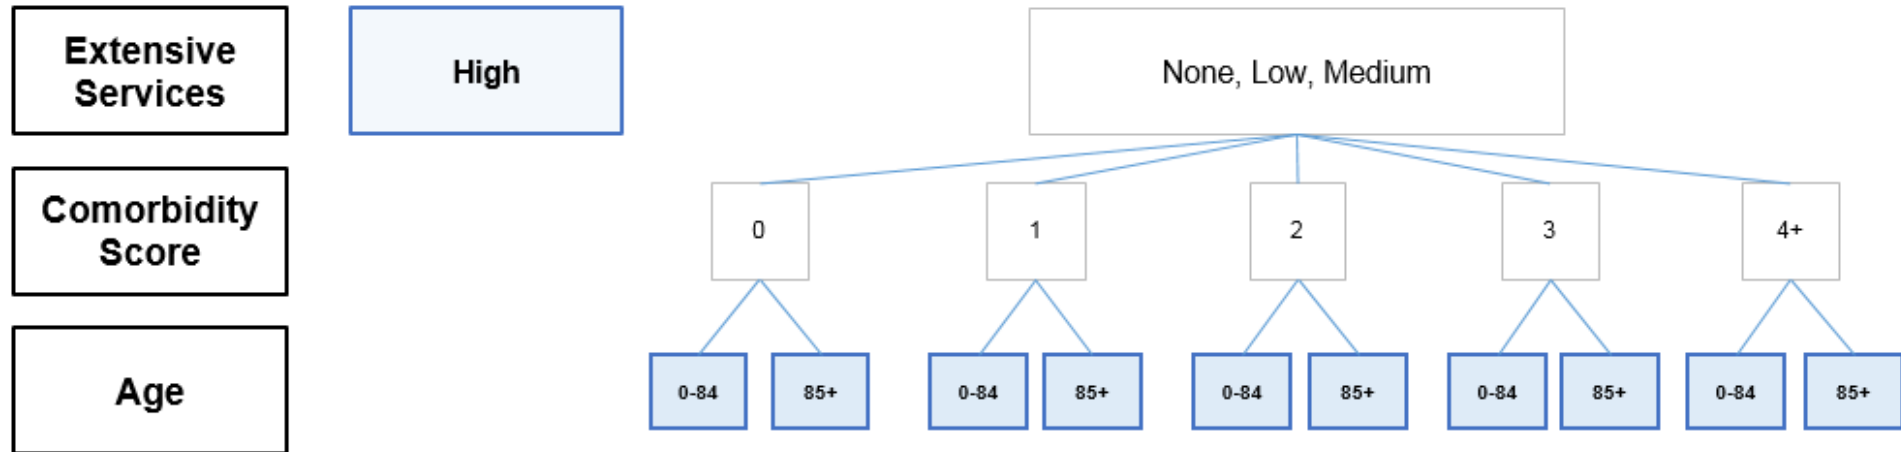 Extensive
Services
High
None, Low, Medium
Comorbidity
Score
0
1
2
3
4+
Age
0-84
85+
0-84
85+
0-84
85+
0-84
85+
0-84
85+